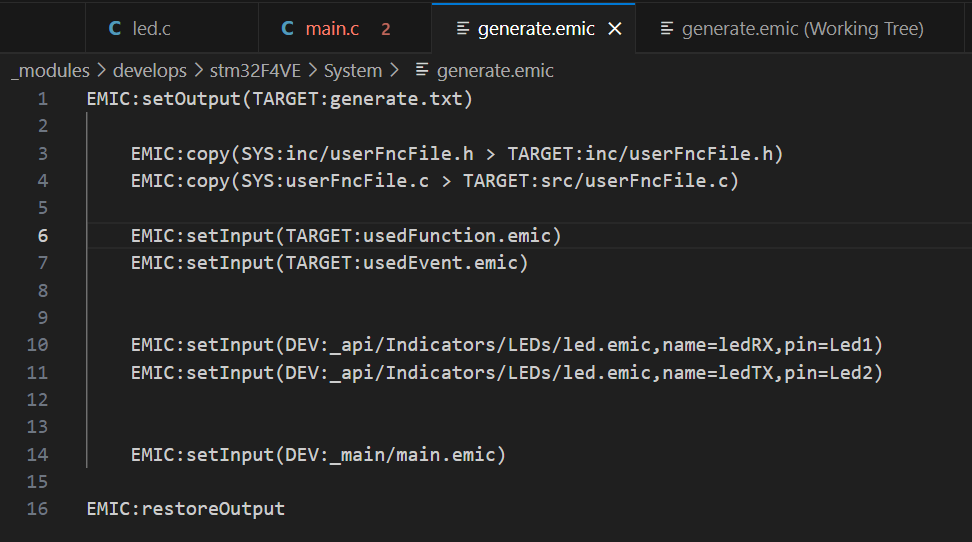 led.c
main.c 2
generate.emic
generate.emic (Working Tree)
_modules > develops > stm32F4VE > System > generate.emic
1 EMIC:setOutput(TARGET:generate.txt)
2
3 EMIC:copy(SYS:inc/userFncFile.h > TARGET:inc/userFncFile.h)
4 EMIC:copy(SYS:userFncFile.c > TARGET:src/userFncFile.c)
5
6 EMIC:setInput(TARGET:usedFunction.emic)
7 EMIC:setInput(TARGET:usedEvent.emic)
8
9
10 EMIC:setInput(DEV:_api/Indicators/LEDs/led.emic,name=ledRX,pin=Led1)
11 EMIC:setInput(DEV:_api/Indicators/LEDs/led.emic,name=ledTX,pin=Led2)
12
13
14 EMIC:setInput(DEV:_main/main.emic)
15
16 EMIC:restoreOutput